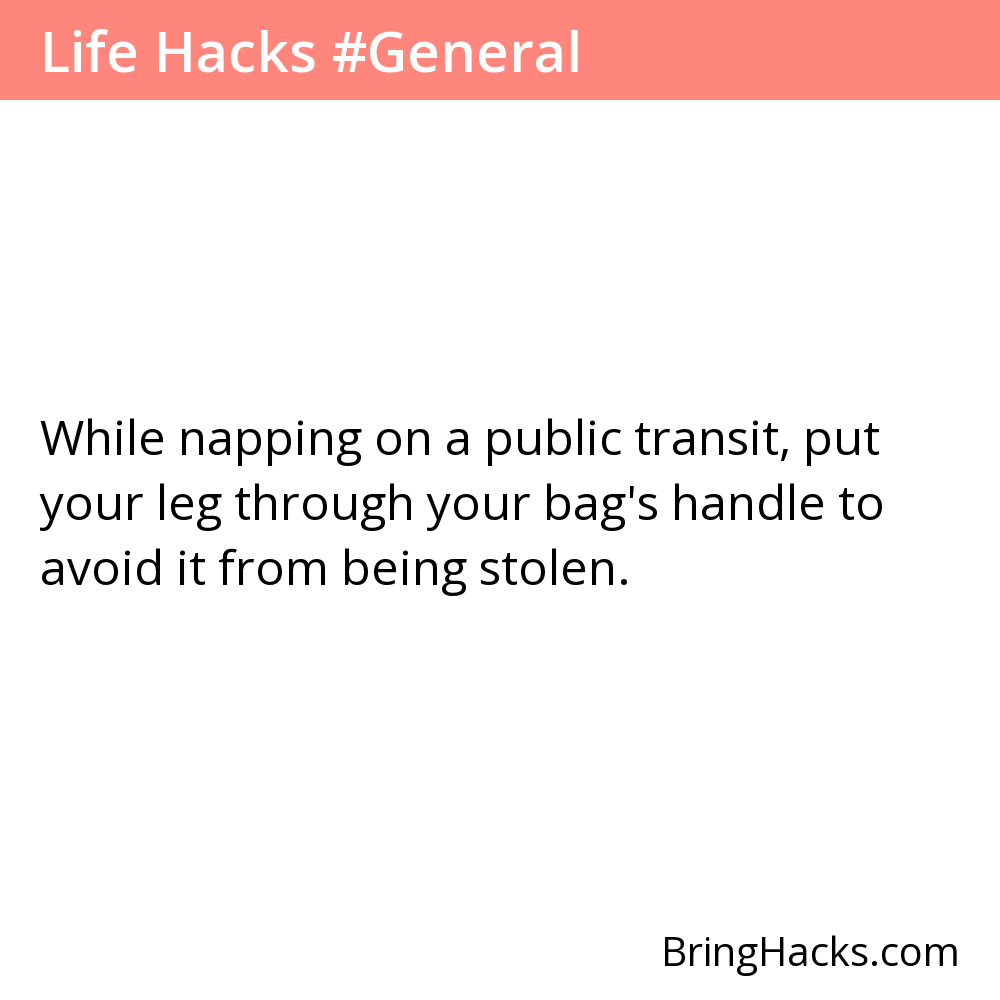 Life Hacks #General
While napping on a public transit, put
your leg through your bag's handle to
avoid it from being stolen.
BringHacks.com